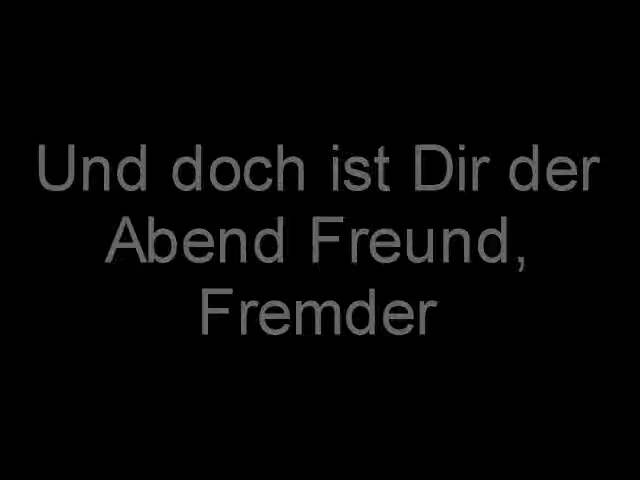 Und doch ist Dir der
Abend Freund,
Fremder